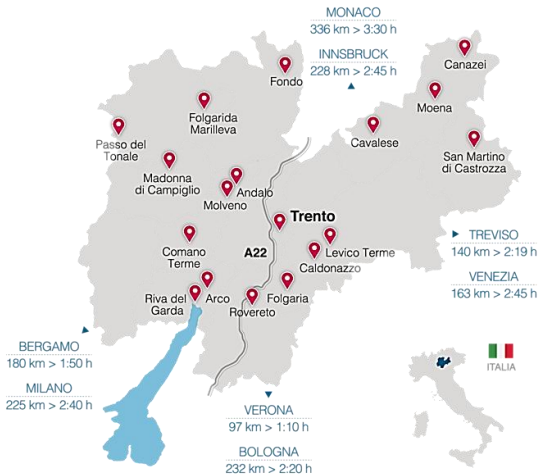 MONACO
336 km > 3:30 h
INNSBRUCK
228 km > 2:45 h
Canazei
Fondo
Moena
Folgarida
Marilleva
Passo del
Tonale
Cavalese
San Martino
di Castrozza
Madonna
di Campiglio
Andalo
Molveno
Trento
A22
Comano
Terme
Levico Terme
Caldonazzo
TREVISO
140 km > 2:19 h
VENEZIA
163 km > 2:45 h
Riva del
Garda
Arco
Rovereto
Folgaria
BERGAMO
180 km > 1:50 h
MILANO
225 km > 2:40 h
VERONA
97 km > 1:10 h
BOLOGNA
232 km > 2:20 h
ITALIA